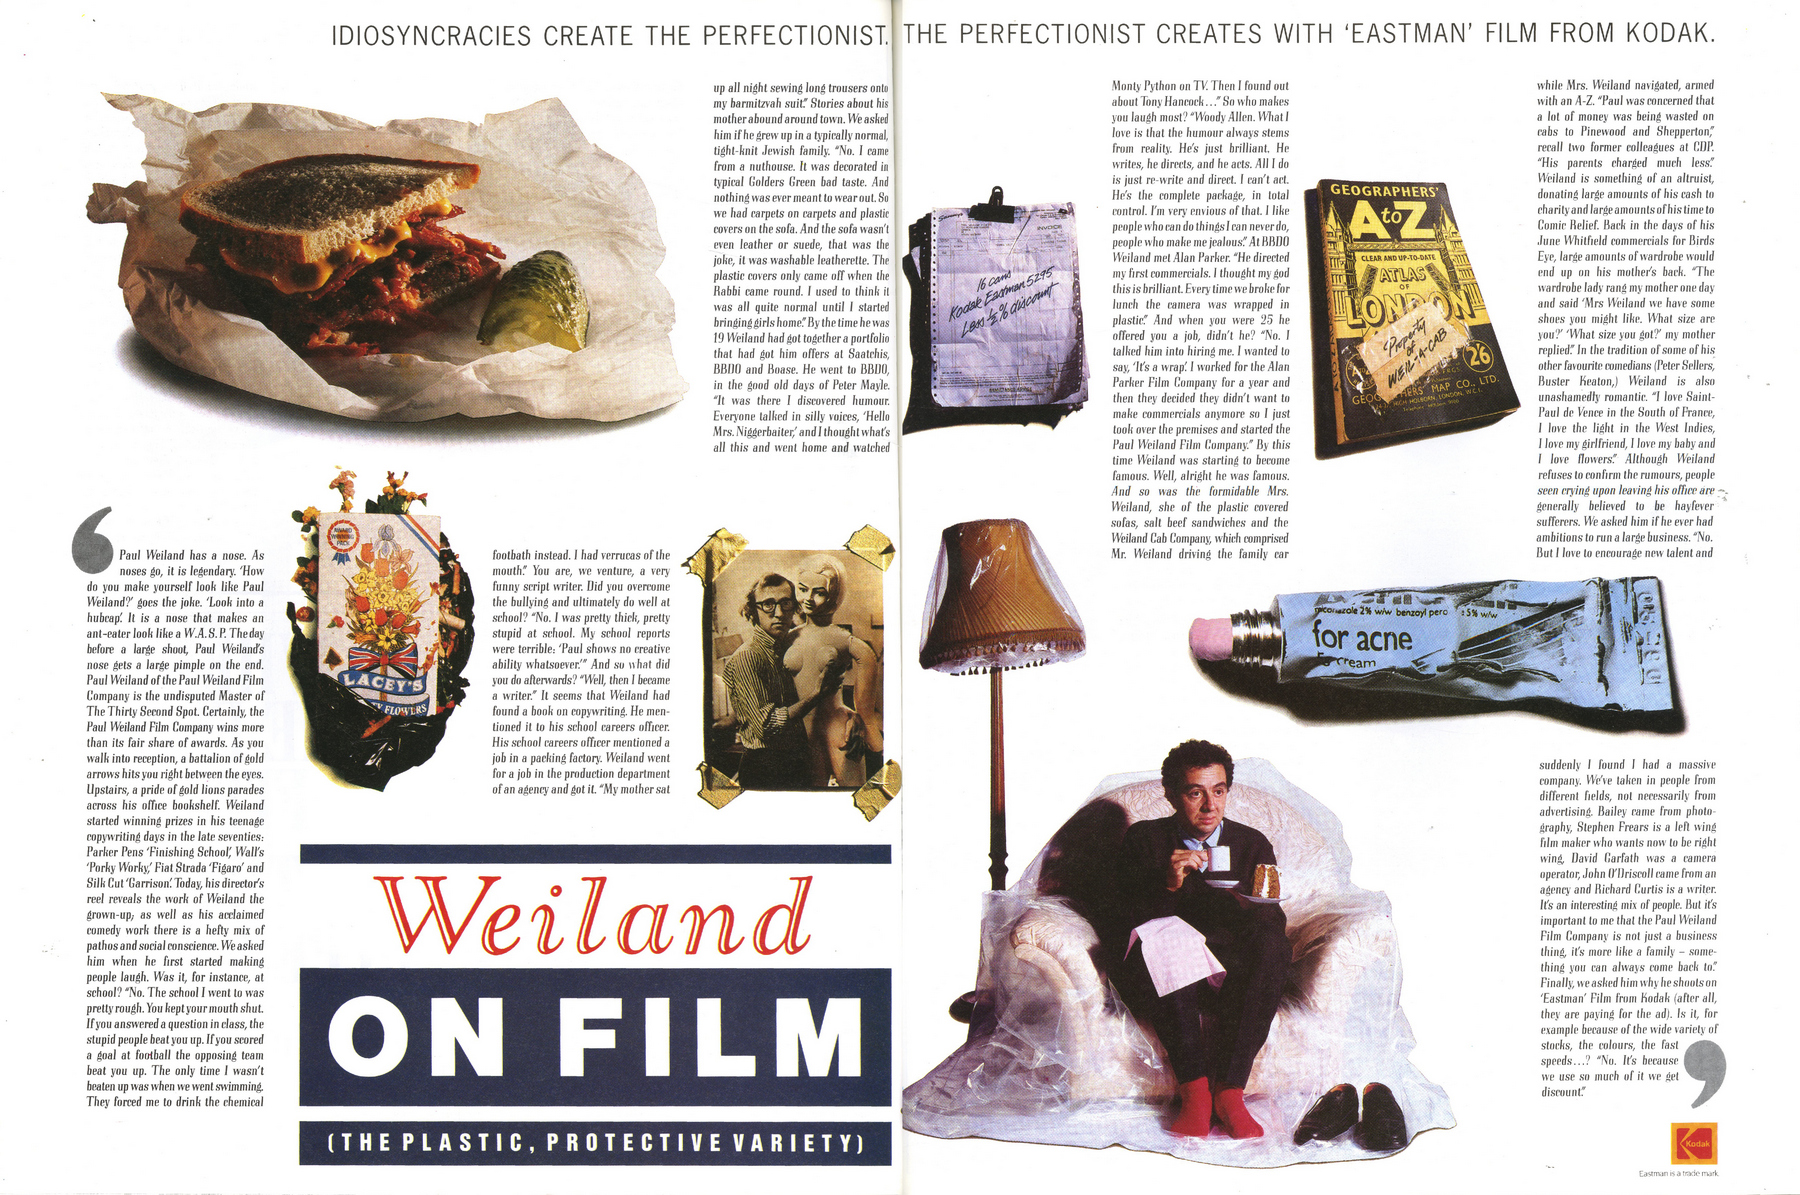 IDIOSYNCRACIES CREATE THE PERFECTIONIST. THE PERFECTIONIST CREATES WITH ‘EASTMAN’ FILM FROM KODAK.
Paul Weiland has a nose. As
noses go, it is legendary. ‘How
do you make yourself look like Paul
Weiland?’ goes the joke. ‘Look into a
hubcap.’ It is a nose that makes an
ant-eater look like a W.A.S.P. The day
before a large shoot, Paul Weiland's
nose gets a large pimple on the end.
Paul Weiland of the Paul Weiland Film
Company is the undisputed Master of
The Thirty Second Spot. Certainly, the
Paul Weiland Film Company wins more
than its fair share of awards. As you
walk into reception, a battalion of gold
arrows hits you right between the eyes.
Upstairs, a pride of gold lions parades
across his office bookshelf. Weiland
started winning prizes in his teenage
copywriting days in the late seventies:
Parker Pens ‘Finishing School’, Wall's
‘Porky Worky,’ Fiat Strada ‘Figaro’ and
Silk Cut ‘Garrison’. Today, his director's
reel reveals the work of Weiland the
grown-up; as well as his acclaimed
comedy work there is a hefty mix of
pathos and social conscience. We asked
him when he first started making
people laugh. Was it, for instance, at
school? “No. The school I went to was
pretty rough. You kept your mouth shut.
If you answered a question in class, the
stupid people beat you up. If you scored
a goal at football the opposing team
beat you up. The only time I wasn't
beaten up was when we went swimming.
They forced me to drink the chemical
footbath instead. I had verrucas of the
mouth.” You are, we venture, a very
funny script writer. Did you overcome
the bullying and ultimately do well at
school? “No. I was pretty thick, pretty
stupid at school. My school reports
were terrible: ‘Paul shows no creative
ability whatsoever.’” And so what did
you do afterwards? “Well, then I became
a writer.” It seems that Weiland had
found a book on copywriting. He men-
tioned it to his school careers officer.
His school careers officer mentioned a
job in a packing factory. Weiland went
for a job in the production department
of an agency and got it. “My mother sat
up all night sewing long trousers onto
my barmitzvah suit.” Stories about his
mother abound around town. We asked
him if he grew up in a typically normal,
tight-knit Jewish family. “No. I came
from a nuthouse. It was decorated in
typical Golders Green bad taste. And
nothing was ever meant to wear out. So
we had carpets on carpets and plastic
covers on the sofa. And the sofa wasn't
even leather or suede, that was the
joke, it was washable leatherette. The
plastic covers only came off when the
Rabbi came round. I used to think it
was all quite normal until I started
bringing girls home.” By the time he was
19 Weiland had got together a portfolio
that had got him offers at Saatchis,
BBDO and Boase. He went to BBDO,
in the good old days of Peter Mayle.
“It was there I discovered humour.
Everyone talked in silly voices, ‘Hello
Mrs. Niggerbaiter,’ and I thought what's
all this and went home and watched
Monty Python on TV. Then I found out
about Tony Hancock...” So who makes
you laugh most? “Woody Allen. What I
love is that the humour always stems
from reality. He's just brilliant. He
writes, he directs, and he acts. All I do
is just re-write and direct. I can't act.
He's the complete package, in total
control. I'm very envious of that. I like
people who can do things I can never do,
people who make me jealous.” At BBDO
Weiland met Alan Parker. “He directed
my first commercials. I thought my god
this is brilliant. Every time we broke for
lunch the camera was wrapped in
plastic.” And when you were 25 he
offered you a job, didn't he? “No. I
talked him into hiring me. I wanted to
say, ‘It's a wrap.’ I worked for the Alan
Parker Film Company for a year and
then they decided they didn't want to
make commercials anymore so I just
took over the premises and started the
Paul Weiland Film Company.” By this
time Weiland was starting to become
famous. Well, alright he was famous.
And so was the formidable Mrs.
Weiland, she of the plastic covered
sofas, salt beef sandwiches and the
Weiland Cab Company, which comprised
Mr. Weiland driving the family car
while Mrs. Weiland navigated, armed
with an A-Z. “Paul was concerned that
a lot of money was being wasted on
cabs to Pinewood and Shepperton,”
recall two former colleagues at CDP.
“His parents charged much less.”
Weiland is something of an altruist,
donating large amounts of his cash to
charity and large amounts of his time to
Comic Relief. Back in the days of his
June Whitfield commercials for Birds
Eye, large amounts of wardrobe would
end up on his mother's back. “The
wardrobe lady rang my mother one day
and said ‘Mrs Weiland we have some
shoes you might like. What size are
you?’ ‘What size you got?’ my mother
replied.” In the tradition of some of his
other favourite comedians (Peter Sellers,
Buster Keaton,) Weiland is also
unashamedly romantic. “I love Saint-
Paul de Vence in the South of France,
I love the light in the West Indies,
I love my girlfriend, I love my baby and
I love flowers.” Although Weiland
refuses to confirm the rumours, people
seen crying upon leaving his office are
generally believed to be hayfever
sufferers. We asked him if he ever had
ambitions to run a large business. “No.
But I love to encourage new talent and
suddenly I found I had a massive
company. We've taken in people from
different fields, not necessarily from
advertising. Bailey came from photo-
graphy, Stephen Frears is a left wing
film maker who wants now to be right
wing, David Garfath was a camera
operator, John O'Driscoll came from an
agency and Richard Curtis is a writer.
It's an interesting mix of people. But it's
important to me that the Paul Weiland
Film Company is not just a business
thing, it's more like a family – some-
thing you can always come back to.”
Finally, we asked him why he shoots on
‘Eastman’ Film from Kodak (after all,
they are paying for the ad). Is it, for
example because of the wide variety of
stocks, the colours, the fast
speeds...? “No. It's because
we use so much of it we get
discount.”
Weiland
ON FILM
(THE PLASTIC, PROTECTIVE VARIETY)
AWARD
WINNING
PACK
LACEY'S
FLOWERS
INVOICE
16 cans
Kodak Eastman 5295
Less ½% discount
GEOGRAPHERS'
A to Z
CLEAR AND UP-TO-DATE
ATLAS
OF
LONDON
Property
OF
WEIL-A-CAB
2'6
MAP CO., LTD.
HIGH HOLBORN, LONDON, W.C.1.
miconazole 2% w/w benzoyl pero 5% w/w
for acne
cream
Kodak
Eastman is a trade mark